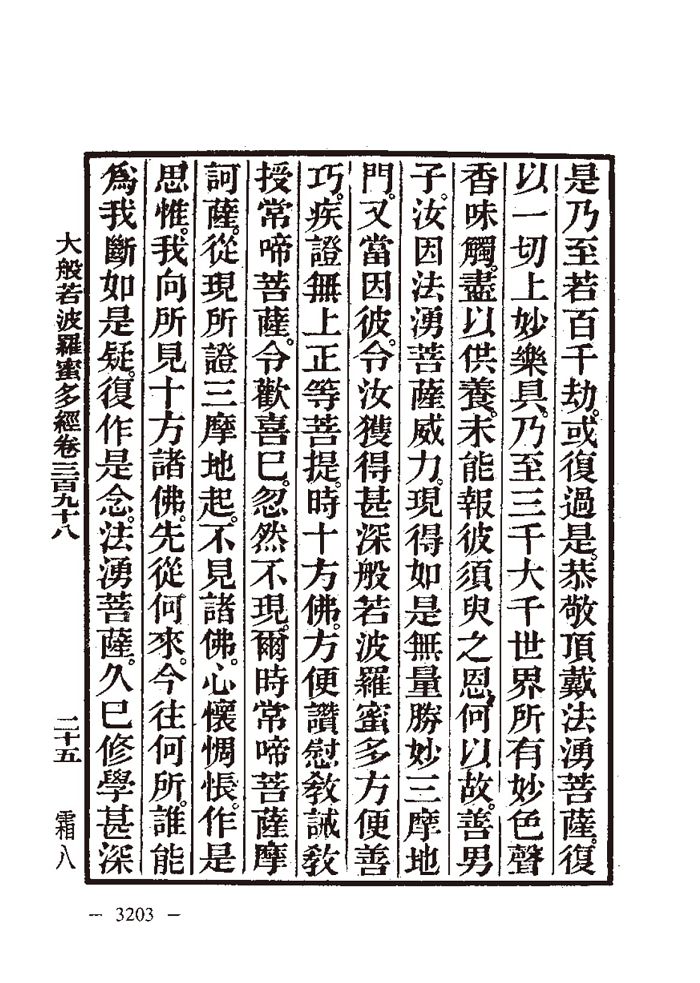 是乃至若百千劫。或復過是。恭敬頂戴法湧菩薩。復
以一切上妙樂具。乃至三千大千世界所有妙色聲
香味觸。盡以供養。未能報彼須臾之恩。何以故。善男
子。汝因法湧菩薩威力。現得如是無量勝妙三摩地
門。又當因彼。令汝獲得甚深般若波羅蜜多方便善
巧。疾證無上正等菩提。時十方佛。方便讚慰敎誡敎
授常啼菩薩。令歡喜已。忽然不現。爾時常啼菩薩摩
訶薩。從現所證三摩地起。不見諸佛。心懷惆悵。作是
思惟。我向所見十方諸佛。先從何來。今往何所。誰能
爲我斷如是疑。復作是念。法湧菩薩。久已修學甚深
大般若波羅蜜多經卷三百九十八 二十五 霜八
— 3203 —